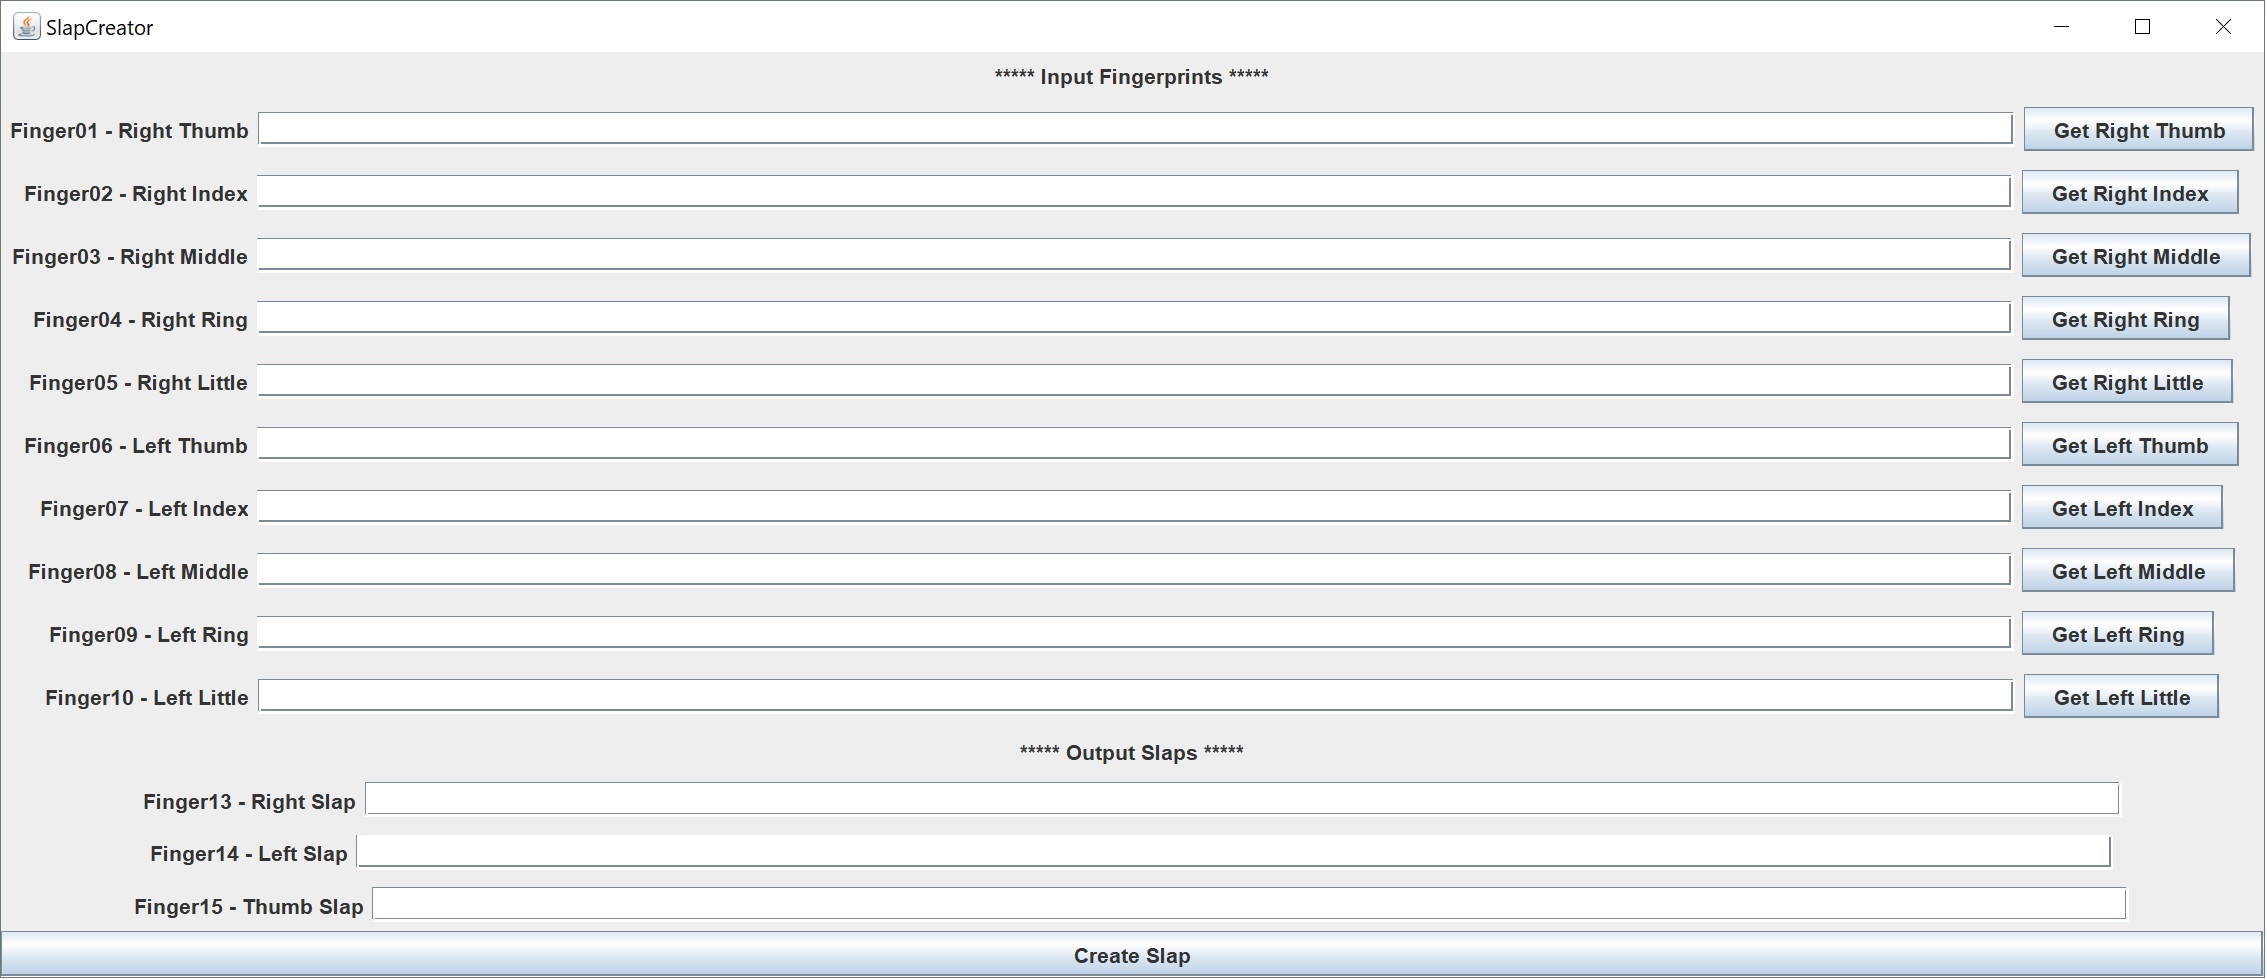 SlapCreator
***** Input Fingerprints *****
Finger01 - Right Thumb Get Right Thumb
Finger02 - Right Index Get Right Index
Finger03 - Right Middle Get Right Middle
Finger04 - Right Ring Get Right Ring
Finger05 - Right Little Get Right Little
Finger06 - Left Thumb Get Left Thumb
Finger07 - Left Index Get Left Index
Finger08 - Left Middle Get Left Middle
Finger09 - Left Ring Get Left Ring
Finger10 - Left Little Get Left Little
***** Output Slaps *****
Finger13 - Right Slap
Finger14 - Left Slap
Finger15 - Thumb Slap
Create Slap